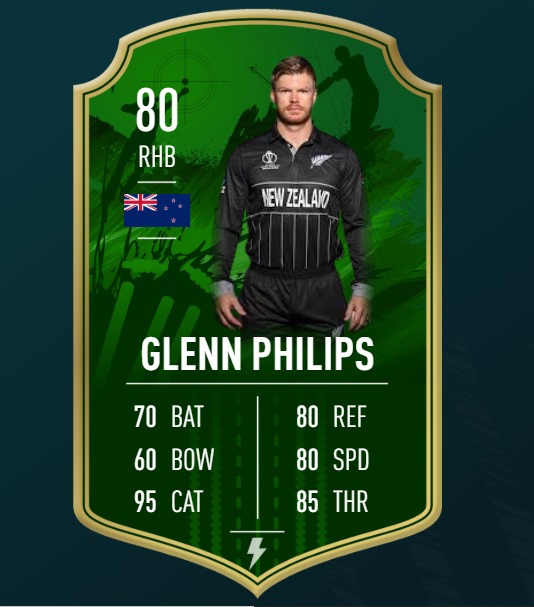 80
RHB
NEW ZEALAND
GLENN PHILIPS
70 BAT
80 REF
60 BOW
80 SPD
95 CAT
85 THR